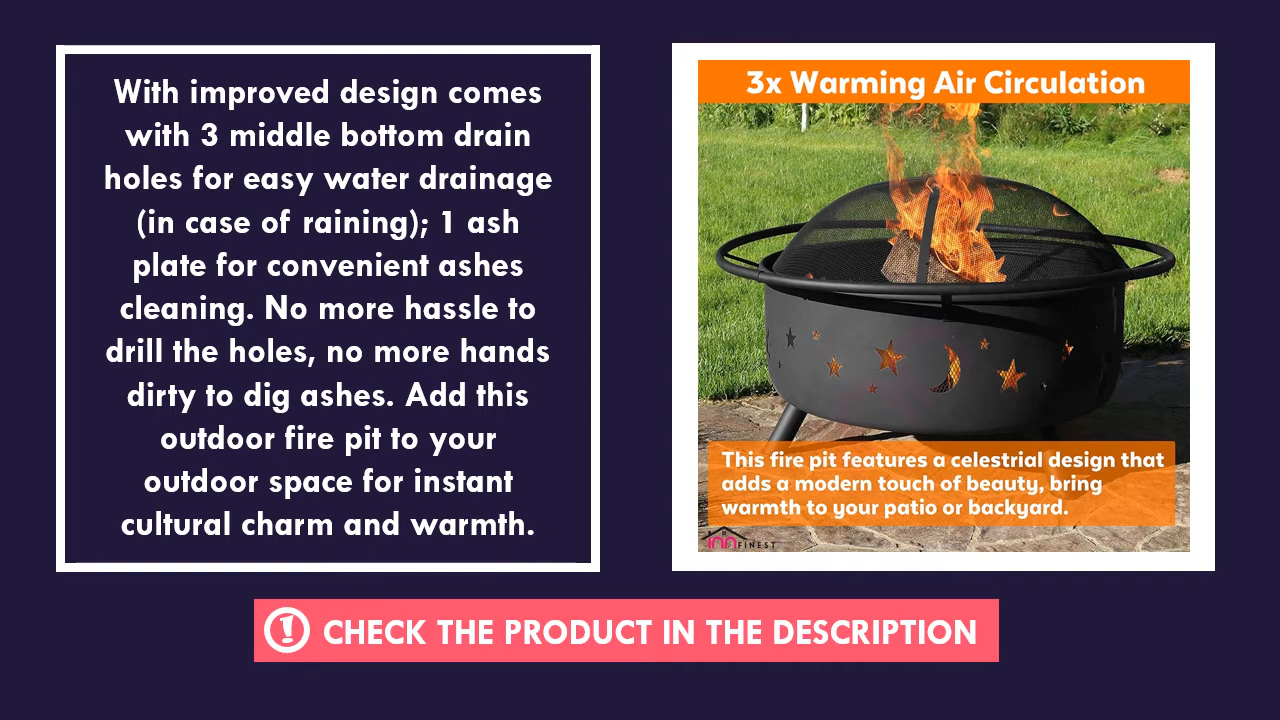 With improved design comes
with 3 middle bottom drain
holes for easy water drainage
(in case of raining); 1 ash
plate for convenient ashes
cleaning. No more hassle to
drill the holes, no more hands
dirty to dig ashes. Add this
outdoor fire pit to your
outdoor space for instant
cultural charm and warmth.
3x Warming Air Circulation
This fire pit features a celestrial design that
adds a modern touch of beauty, bring
warmth to your patio or backyard.
INN FINEST
CHECK THE PRODUCT IN THE DESCRIPTION